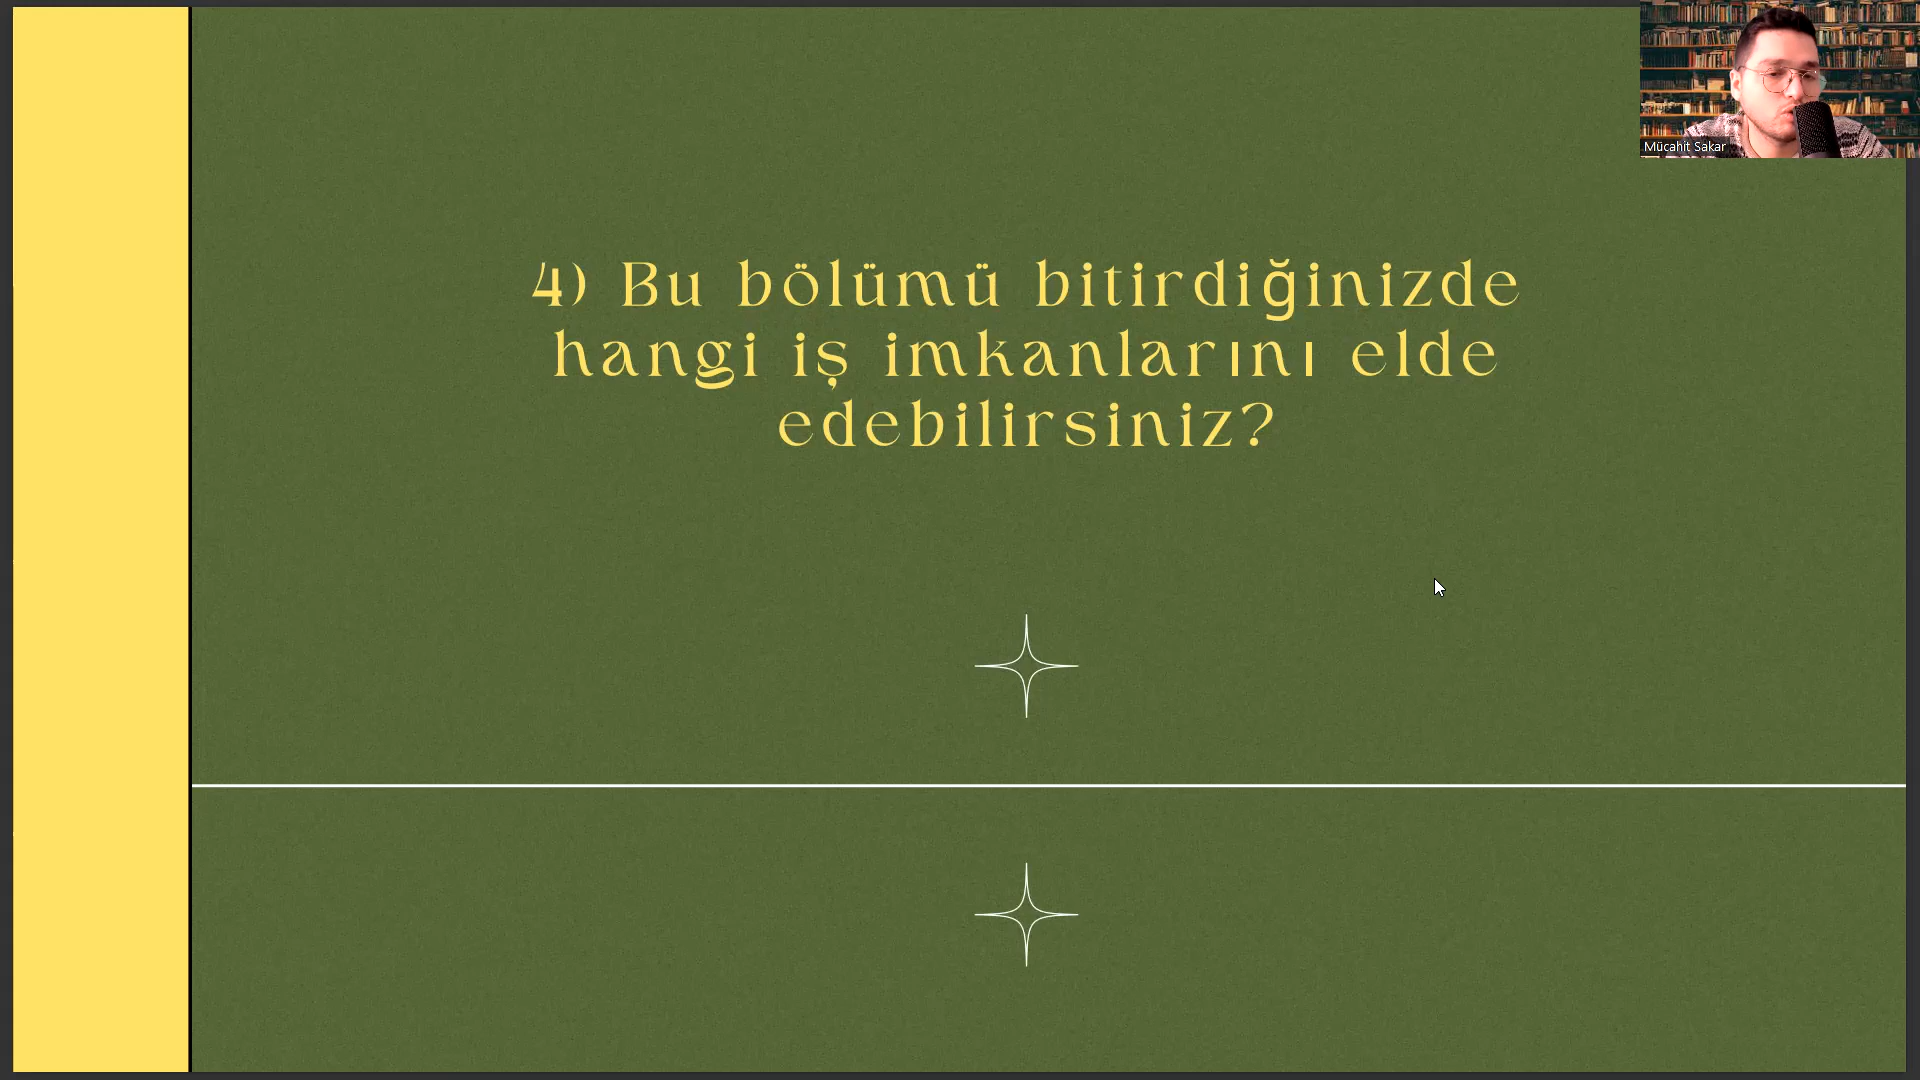 Mücahit Sakar
4) Bu bölümü bitirdiğinizde
hangi iş imkanlarını elde
edebilirsiniz?